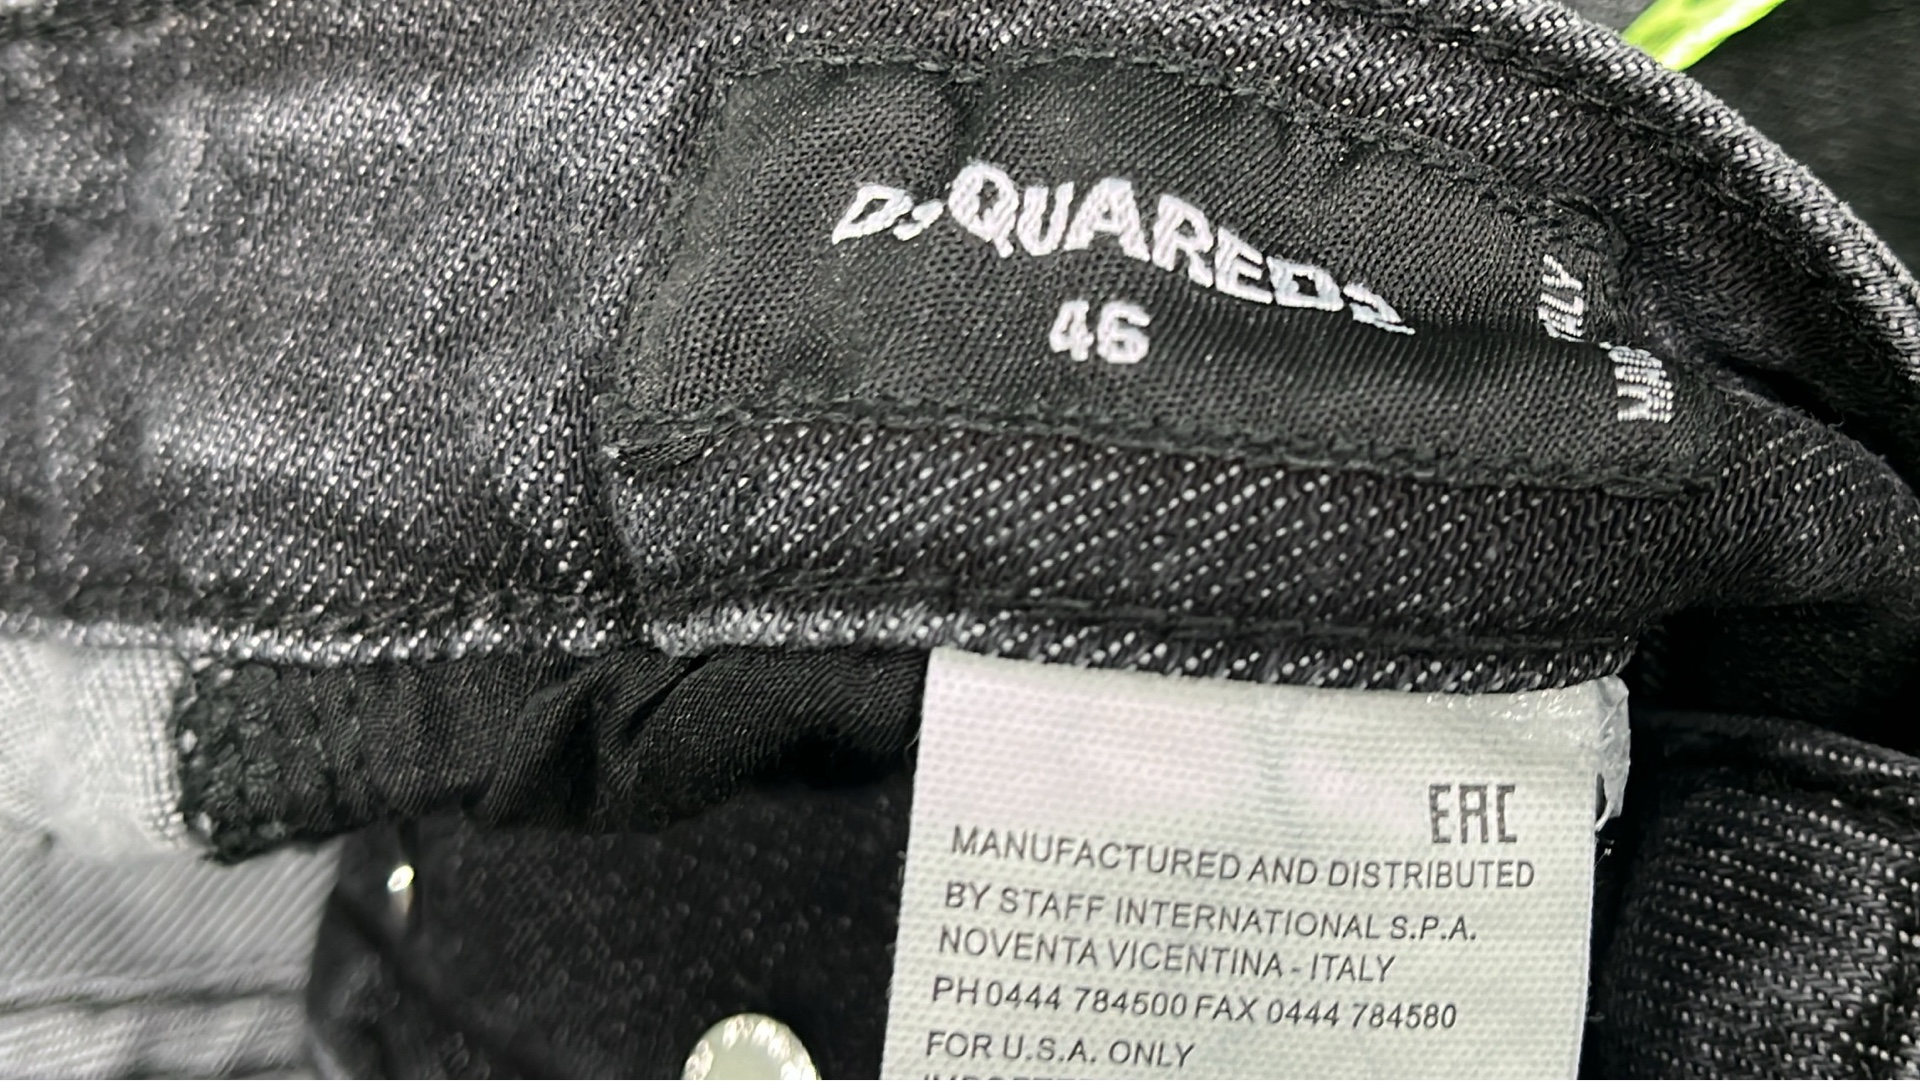 DSQUARED2
46
EAC
MANUFACTURED AND DISTRIBUTED
BY STAFF INTERNATIONAL S.P.A.
NOVENTA VICENTINA - ITALY
PH 0444 784500 FAX 0444 784580
FOR U.S.A. ONLY